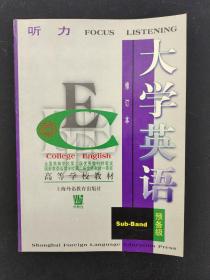 听力 FOCUS LISTENING
大学英语
修订本
E
C
College English
高等学校教材
上海外语教育出版社
Sub-Band
预备级
Shanghai Foreign Language Education Press